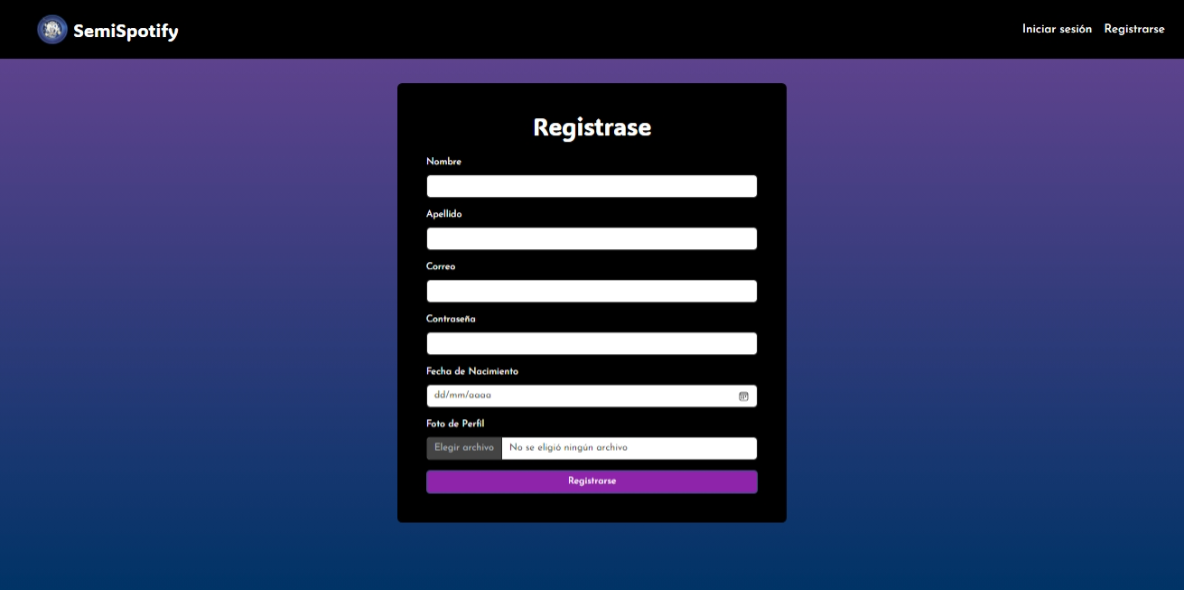 SemiSpotify
Iniciar sesión Registrarse
Registrase
Nombre
Apellido
Correo
Contraseña
Fecha de Nacimiento
dd/mm/aaaa
Foto de Perfil
Elegir archivo No se eligió ningún archivo
Registrarse